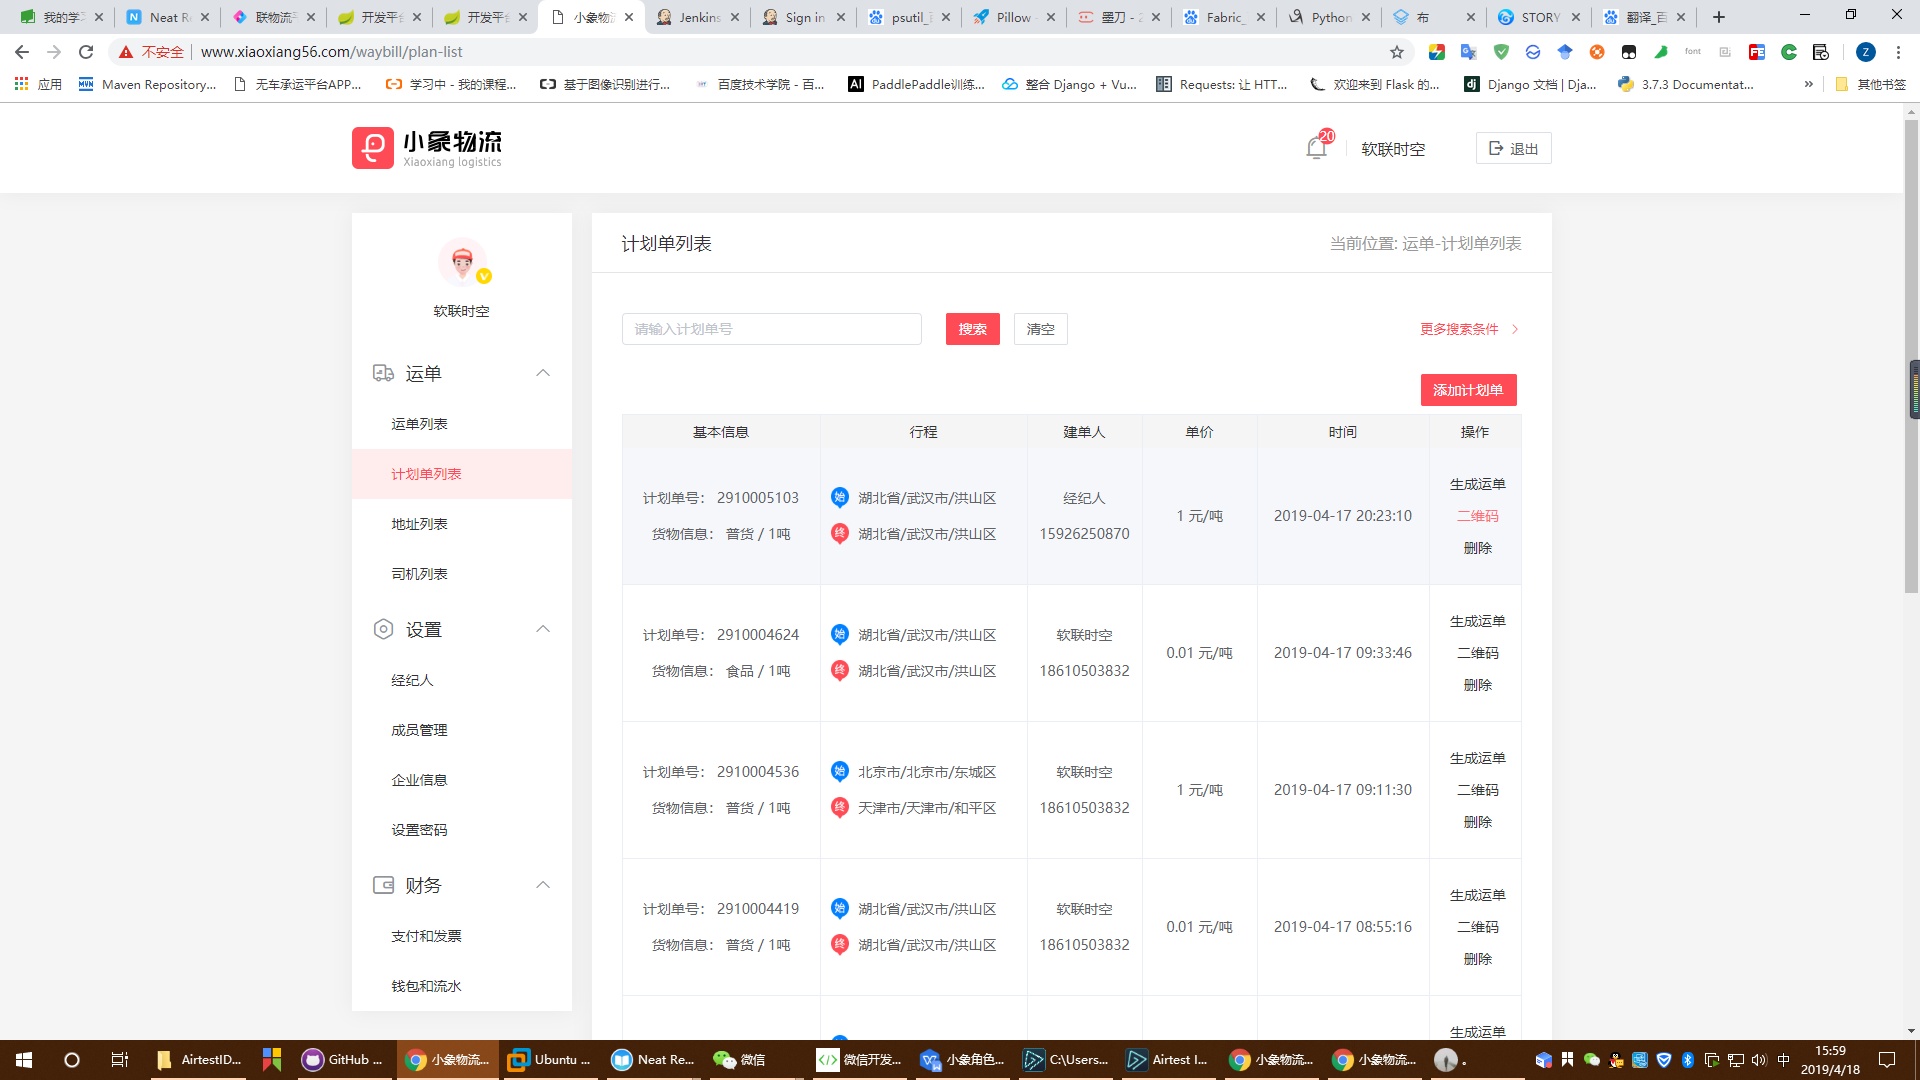 我的学 Neat R 联物流 开发平台 开发平台 小象物 Jenkins Sign in psutil Pillow 墨刀 - 2 Fabric_ Python 布 STORY 翻译_百
不安全 www.xiaoxiang56.com/waybill/plan-list
应用 Maven Repository... 无车承运平台APP... 学习中 - 我的课程... 基于图像识别进行... 百度技术学院 - 百... PaddlePaddle训练... 整合 Django + Vu... Requests: 让 HTT... 欢迎来到 Flask 的... Django 文档 | Dja... 3.7.3 Documentat... » 其他书签
小象物流
Xiaoxiang logistics
20
软联时空
退出
软联时空
运单
运单列表
计划单列表
地址列表
司机列表
设置
经纪人
成员管理
企业信息
设置密码
财务
支付和发票
钱包和流水
计划单列表
当前位置: 运单-计划单列表
请输入计划单号 搜索 清空 更多搜索条件
添加计划单
基本信息 行程 建单人 单价 时间 操作
计划单号： 2910005103
货物信息： 普货 / 1吨
始 湖北省/武汉市/洪山区
终 湖北省/武汉市/洪山区
经纪人
15926250870
1 元/吨
2019-04-17 20:23:10
生成运单
二维码
删除
计划单号： 2910004624
货物信息： 食品 / 1吨
始 湖北省/武汉市/洪山区
终 湖北省/武汉市/洪山区
软联时空
18610503832
0.01 元/吨
2019-04-17 09:33:46
生成运单
二维码
删除
计划单号： 2910004536
货物信息： 普货 / 1吨
始 北京市/北京市/东城区
终 天津市/天津市/和平区
软联时空
18610503832
1 元/吨
2019-04-17 09:11:30
生成运单
二维码
删除
计划单号： 2910004419
货物信息： 普货 / 1吨
始 湖北省/武汉市/洪山区
终 湖北省/武汉市/洪山区
软联时空
18610503832
0.01 元/吨
2019-04-17 08:55:16
生成运单
二维码
删除
生成运单
AirtestID... GitHub ... 小象物流... Ubuntu ... Neat Re... 微信 微信开发... 小象角色... C:\Users... Airtest I... 小象物流... 小象物流... .
中
15:59
2019/4/18